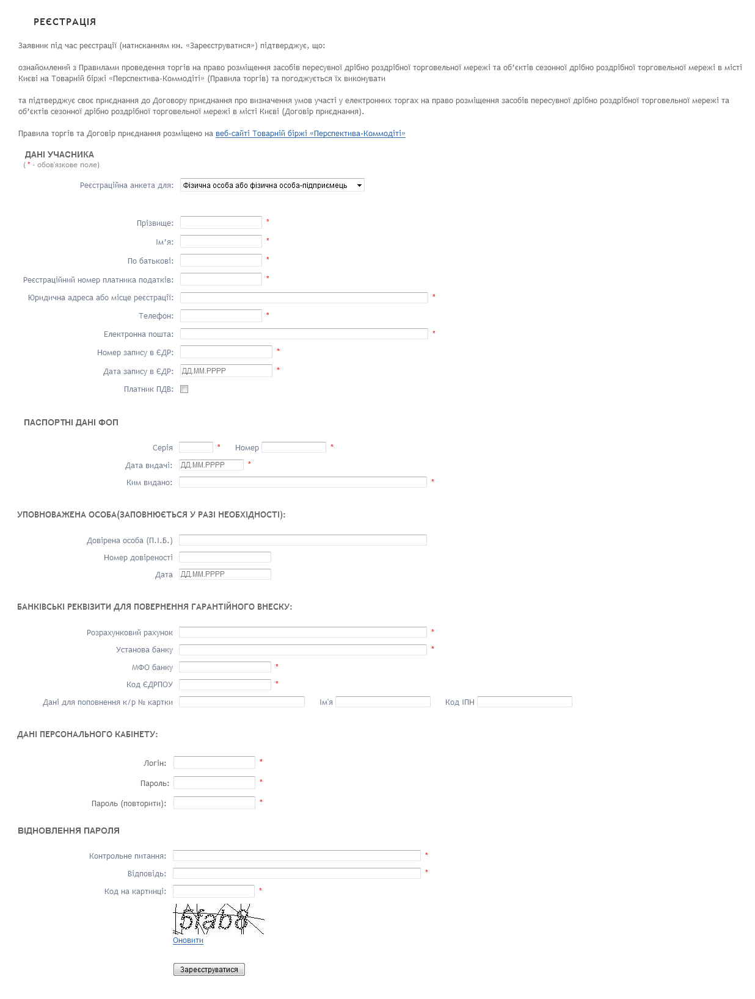 РЕЄСТРАЦІЯ
Заявник під час реєстрації (натисканням кн. «Зареєструватися») підтверджує, що:
ознайомлений з Правилами проведення торгів на право розміщення засобів пересувної дрібно роздрібної торговельної мережі та об’єктів сезонної дрібно роздрібної торговельної мережі в місті
Києві на Товарній біржі «Перспектива-Коммодіті» (Правила торгів) та погоджується їх виконувати
та підтверджує своє приєднання до Договору приєднання про визначення умов участі у електронних торгах на право розміщення засобів пересувної дрібно роздрібної торговельної мережі та
об’єктів сезонної дрібно роздрібної торговельної мережі в місті Києві (Договір приєднання).
Правила торгів та Договір приєднання розміщено на веб-сайті Товарній біржі «Перспектива-Коммодіті»
ДАНІ УЧАСНИКА
( * - обов'язкове поле)
Реєстраційна анкета для: Фізична особа або фізична особа-підприємець
Прізвище: *
Ім’я: *
По батькові: *
Реєстраційний номер платника податків: *
Юридична адреса або місце реєстрації: *
Телефон: *
Електронна пошта: *
Номер запису в ЄДР: *
Дата запису в ЄДР: ДД.ММ.РРРР *
Платник ПДВ:
ПАСПОРТНІ ДАНІ ФОП
Серія * Номер *
Дата видачі: ДД.ММ.РРРР *
Ким видано: *
УПОВНОВАЖЕНА ОСОБА(ЗАПОВНЮЄТЬСЯ У РАЗІ НЕОБХІДНОСТІ):
Довірена особа (П.І.Б.)
Номер довіреності
Дата ДД.ММ.РРРР
БАНКІВСЬКІ РЕКВІЗИТИ ДЛЯ ПОВЕРНЕННЯ ГАРАНТІЙНОГО ВНЕСКУ:
Розрахунковий рахунок *
Установа банку *
МФО банку *
Код ЄДРПОУ *
Дані для поповнення к/р № картки Ім'я Код ІПН
ДАНІ ПЕРСОНАЛЬНОГО КАБІНЕТУ:
Логін: *
Пароль: *
Пароль (повторити): *
ВІДНОВЛЕННЯ ПАРОЛЯ
Контрольне питання: *
Відповідь: *
Код на картинці: *
5fab8
Оновити
Зареєструватися